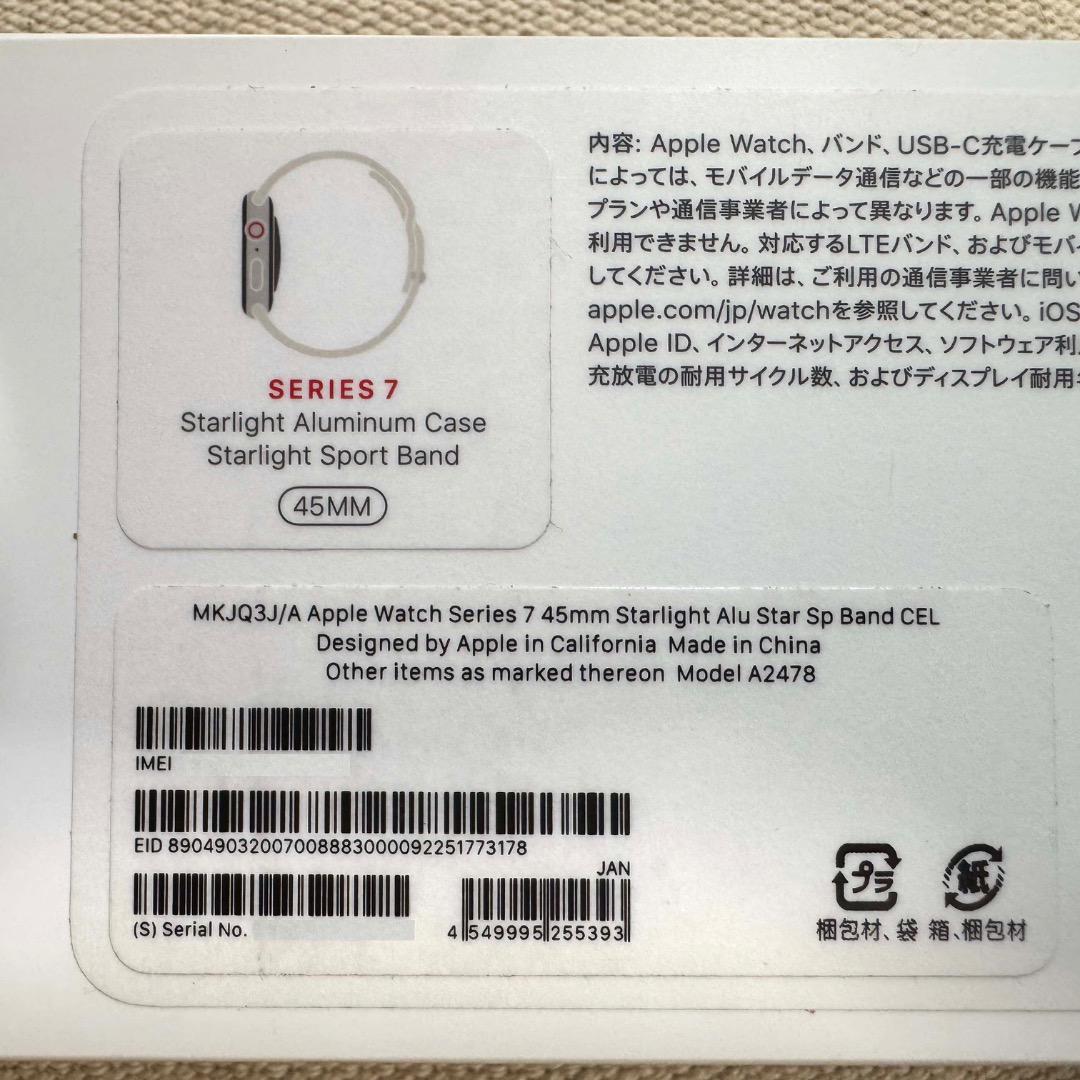 SERIES 7
Starlight Aluminum Case
Starlight Sport Band
45MM
内容: Apple Watch、バンド、USB-C充電ケーブ
によっては、モバイルデータ通信などの一部の機能
プランや通信事業者によって異なります。Apple W
利用できません。対応するLTEバンド、およびモバイ
してください。詳細は、ご利用の通信事業者に問い
apple.com/jp/watchを参照してください。iOS
Apple ID、インターネットアクセス、ソフトウェア利
充放電の耐用サイクル数、およびディスプレイ耐用
MKJQ3J/A Apple Watch Series 7 45mm Starlight Alu Star Sp Band CEL
Designed by Apple in California Made in China
Other items as marked thereon Model A2478
IMEI
EID 89049032007008883000092251773178
JAN
(S) Serial No.
4 549995 255393
プラ
紙
梱包材、袋 箱、梱包材